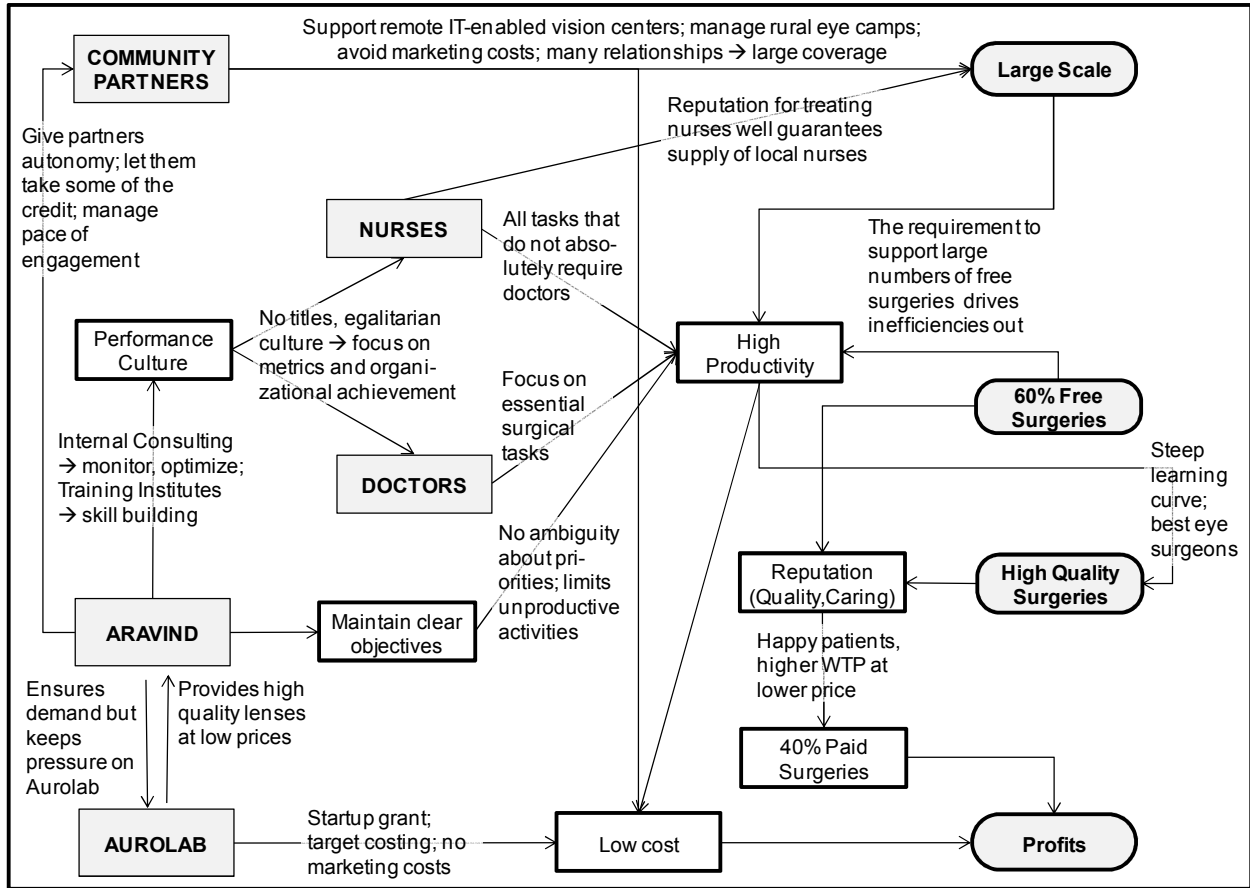 Support remote IT-enabled vision centers; manage rural eye camps;
avoid marketing costs; many relationships → large coverage
COMMUNITY
PARTNERS
Large Scale
Give partners
autonomy; let them
take some of the
credit; manage
pace of
engagement
Reputation for treating
nurses well guarantees
supply of local nurses
NURSES
All tasks that
do not abso-
lutely require
doctors
The requirement to
support large
numbers of free
surgeries drives
inefficiencies out
Performance
Culture
No titles, egalitarian
culture → focus on
metrics and organi-
zational achievement
High
Productivity
60% Free
Surgeries
Focus on
essential
surgical
tasks
DOCTORS
Internal Consulting
→ monitor, optimize;
Training Institutes
→ skill building
Steep
learning
curve;
best eye
surgeons
No ambiguity
about pri-
orities; limits
unproductive
activities
Reputation
(Quality,Caring)
High Quality
Surgeries
ARAVIND
Maintain clear
objectives
Happy patients,
higher WTP at
lower price
Ensures
demand but
keeps
pressure on
Aurolab
Provides high
quality lenses
at low prices
40% Paid
Surgeries
AUROLAB
Startup grant;
target costing; no
marketing costs
Low cost
Profits